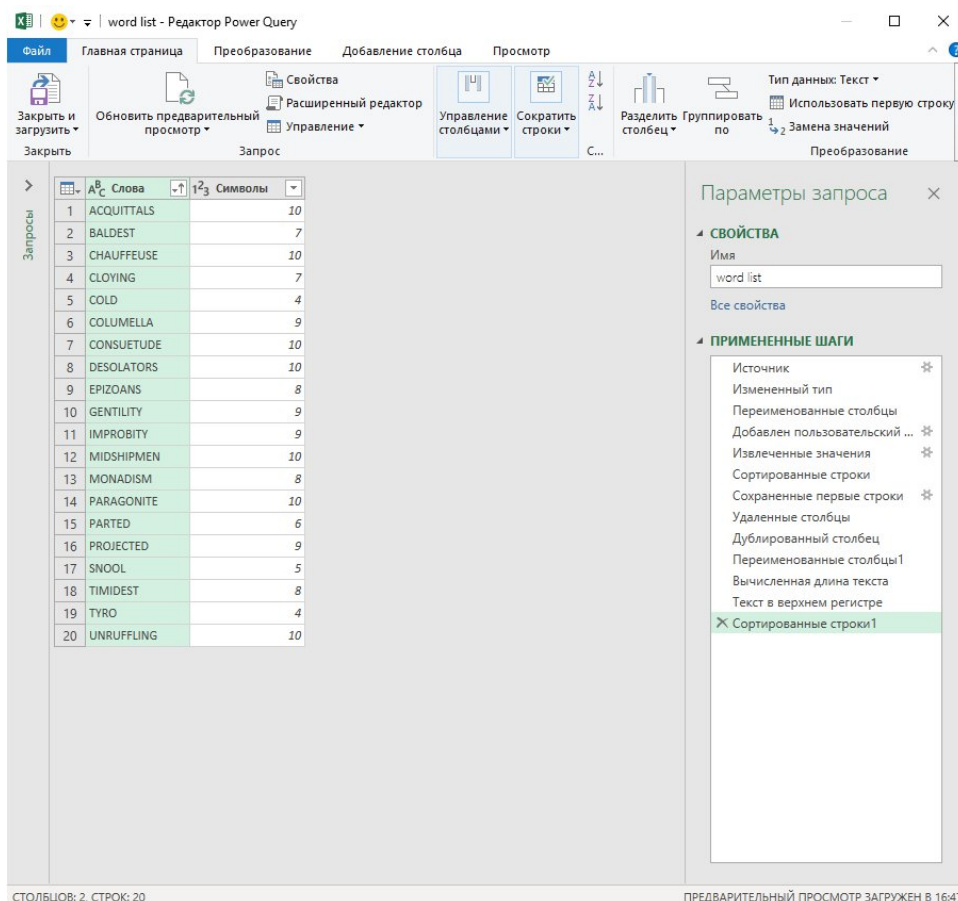 word list - Редактор Power Query
Файл Главная страница Преобразование Добавление столбца Просмотр
Закрыть и загрузить
Закрыть
Обновить предварительный просмотр
Свойства
Расширенный редактор
Управление
Запрос
Управление столбцами
Сократить строки
С...
Разделить столбец
Группировать по
Тип данных: Текст
Использовать первую строку
Замена значений
Преобразование
Запросы
Слова Символы
1 ACQUITTALS 10
2 BALDEST 7
3 CHAUFFEUSE 10
4 CLOYING 7
5 COLD 4
6 COLUMELLA 9
7 CONSUETUDE 10
8 DESOLATORS 10
9 EPIZOANS 8
10 GENTILITY 9
11 IMPROBITY 9
12 MIDSHIPMEN 10
13 MONADISM 8
14 PARAGONITE 10
15 PARTED 6
16 PROJECTED 9
17 SNOOL 5
18 TIMIDEST 8
19 TYRO 4
20 UNRUFFLING 10
Параметры запроса
СВОЙСТВА
Имя
word list
Все свойства
ПРИМЕНЕННЫЕ ШАГИ
Источник
Измененный тип
Переименованные столбцы
Добавлен пользовательский ...
Извлеченные значения
Сортированные строки
Сохраненные первые строки
Удаленные столбцы
Дублированный столбец
Переименованные столбцы1
Вычисленная длина текста
Текст в верхнем регистре
Сортированные строки1
СТОЛБЦОВ: 2, СТРОК: 20
ПРЕДВАРИТЕЛЬНЫЙ ПРОСМОТР ЗАГРУЖЕН В 16:47